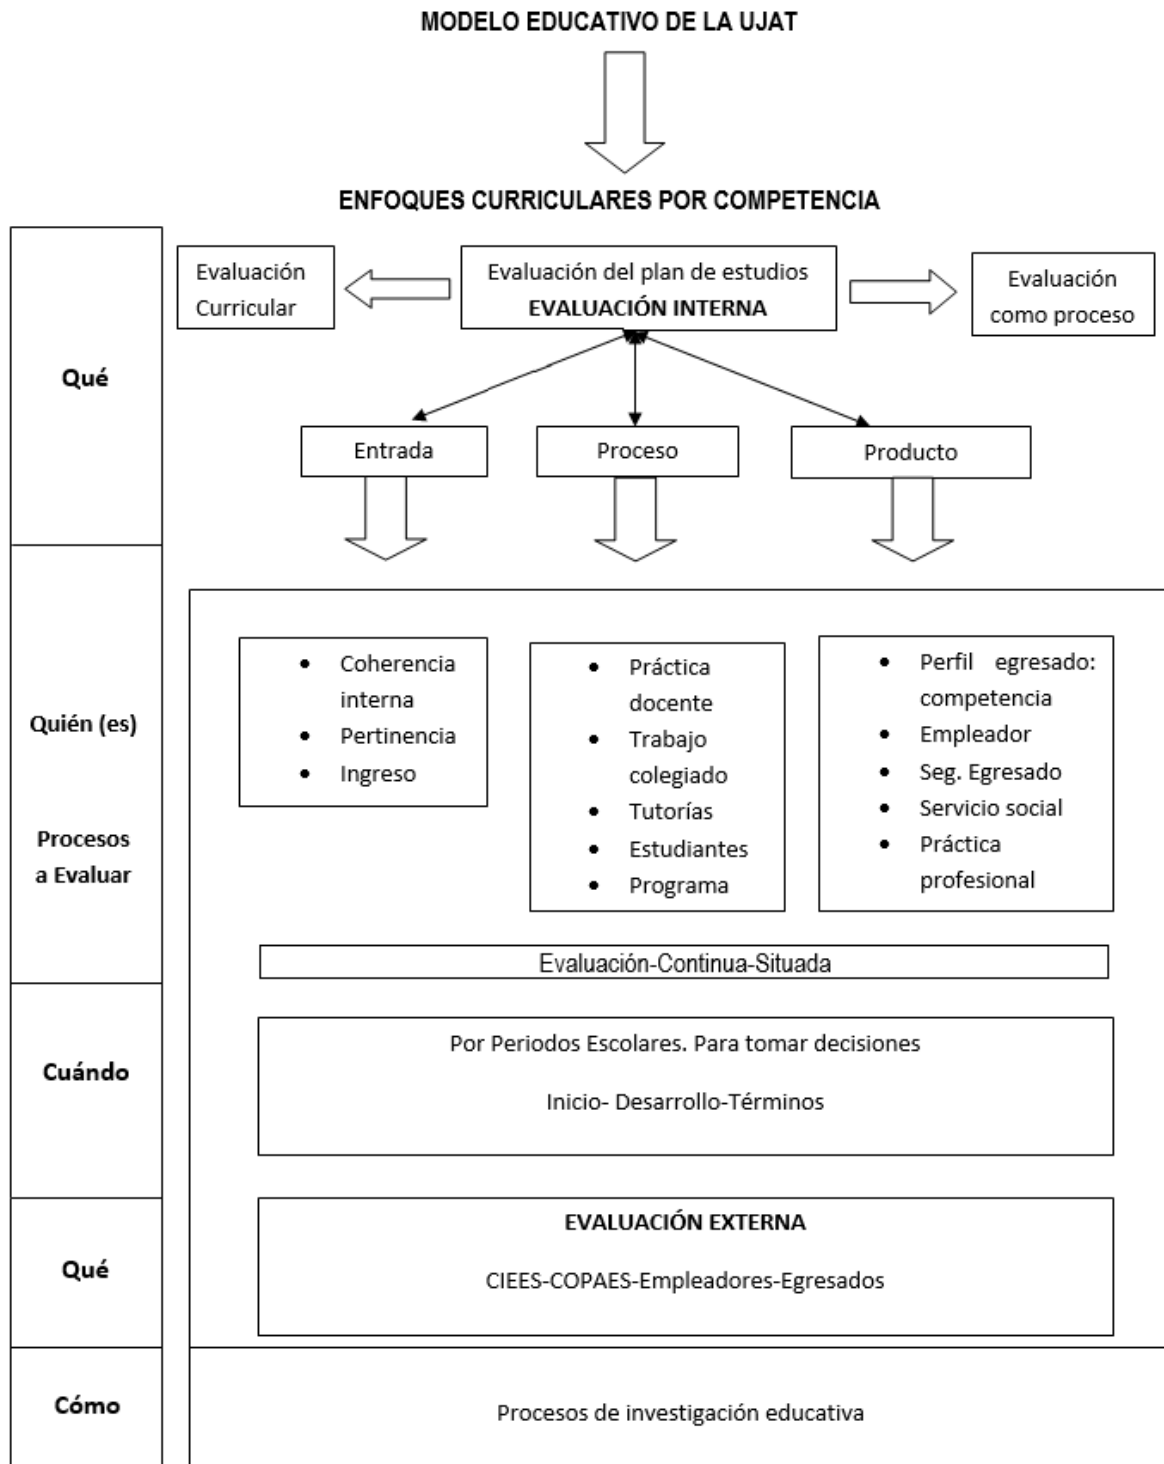 MODELO EDUCATIVO DE LA UJAT
ENFOQUES CURRICULARES POR COMPETENCIA
Qué
Evaluación
Curricular
Evaluación del plan de estudios
EVALUACIÓN INTERNA
Evaluación
como proceso
Entrada
Proceso
Producto
Quién (es)
Procesos
a Evaluar
• Coherencia
interna
• Pertinencia
• Ingreso
• Práctica
docente
• Trabajo
colegiado
• Tutorías
• Estudiantes
• Programa
• Perfil egresado:
competencia
• Empleador
• Seg. Egresado
• Servicio social
• Práctica
profesional
Evaluación-Continua-Situada
Cuándo
Por Periodos Escolares. Para tomar decisiones
Inicio- Desarrollo-Términos
Qué
EVALUACIÓN EXTERNA
CIEES-COPAES-Empleadores-Egresados
Cómo
Procesos de investigación educativa